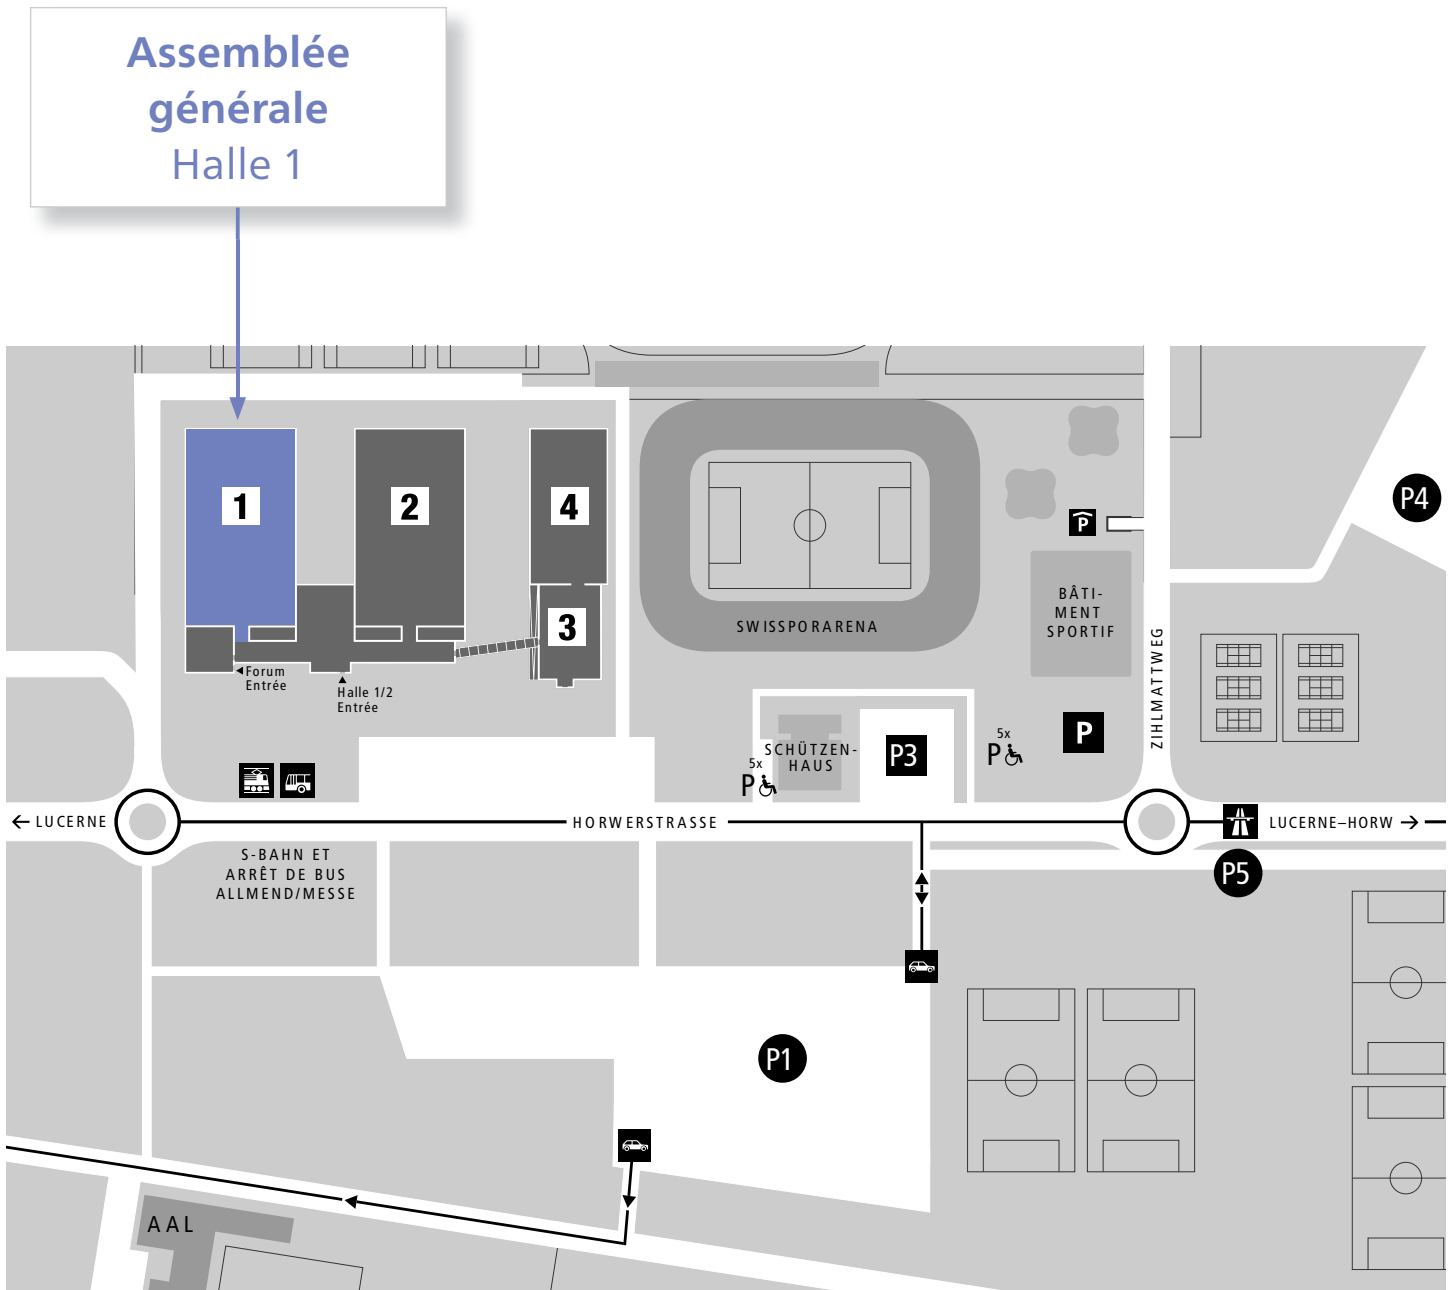 Assemblée
générale
Halle 1
P4
1
2
4
P
BÂTI-
MENT
SPORTIF
3
SWISSPORARENA
ZIHLMATTWEG
Forum
Entrée
Halle 1/2
Entrée
5x
P
SCHÜTZEN-
HAUS
P3
5x
P
P
← LUCERNE
HORWERSTRASSE
LUCERNE–HORW →
S-BAHN ET
ARRÊT DE BUS
ALLMEND/MESSE
P5
P1
AAL